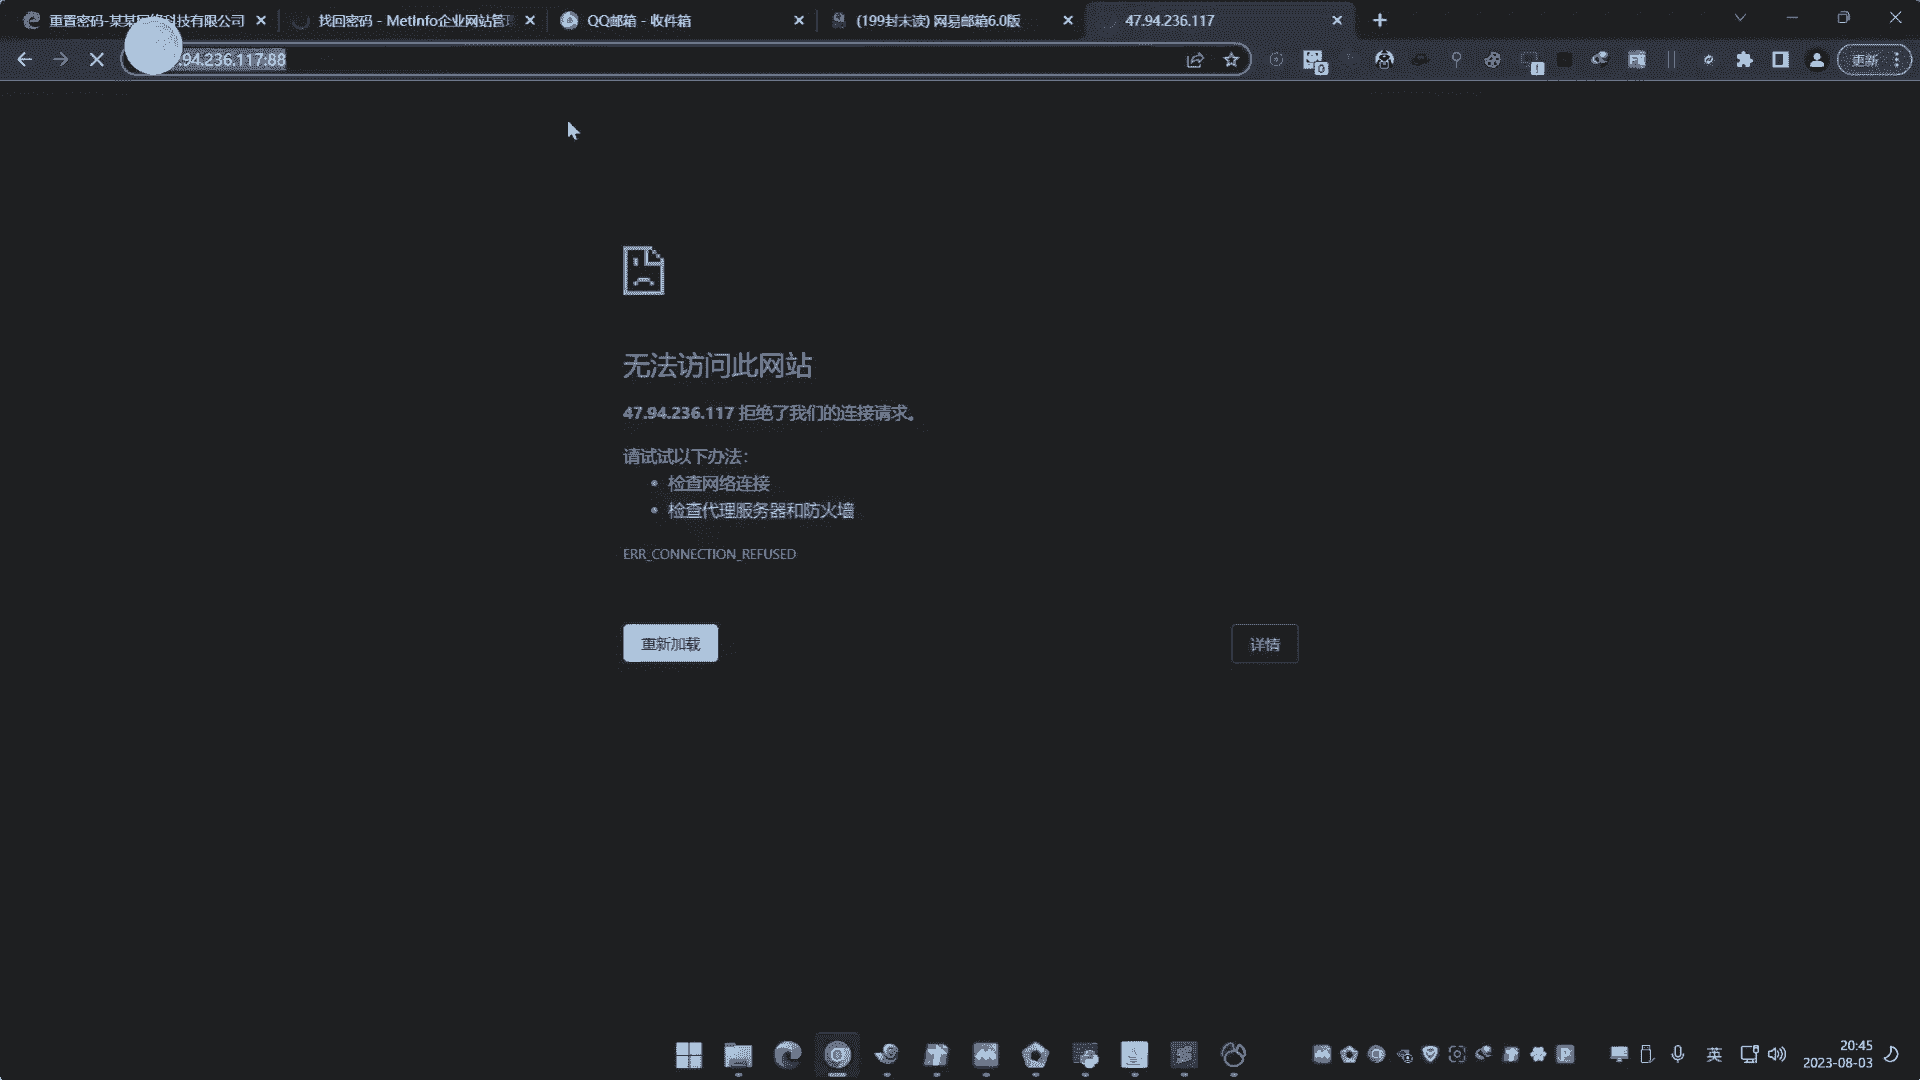 重置密码-某某网络科技有限公司
找回密码 - MetInfo企业网站管
QQ邮箱 - 收件箱
(199封未读) 网易邮箱6.0版
47.94.236.117
.94.236.117:88
更新
无法访问此网站
47.94.236.117 拒绝了我们的连接请求。
请试试以下办法：
检查网络连接
检查代理服务器和防火墙
ERR_CONNECTION_REFUSED
重新加载
详情
英
20:45
2023-08-03